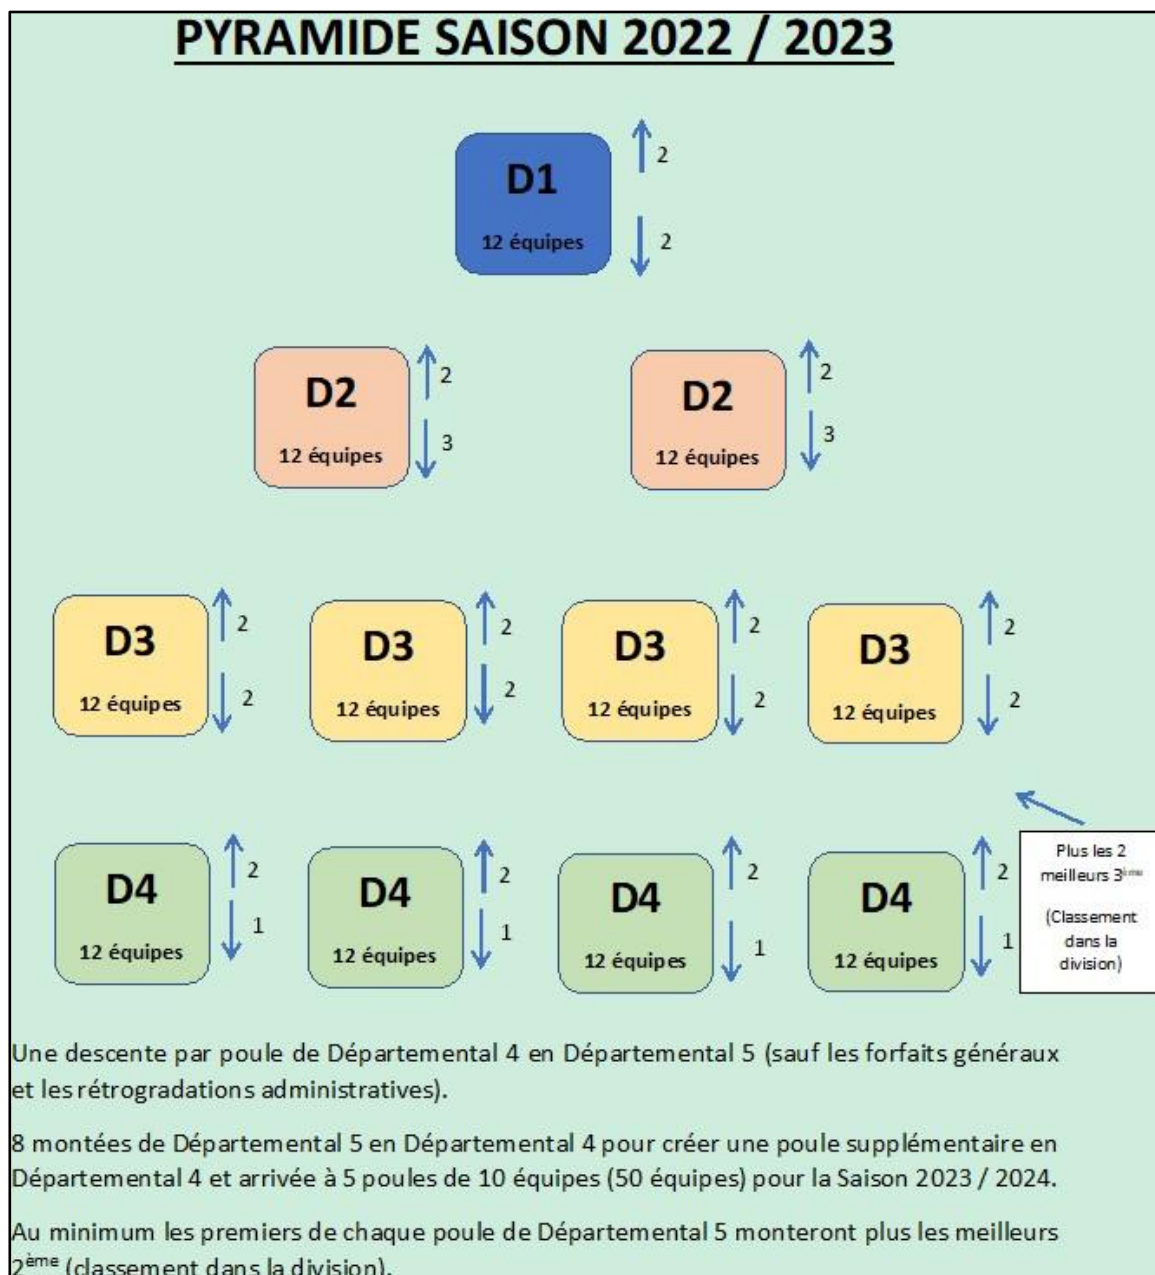 PYRAMIDE SAISON 2022 / 2023
D1
12 équipes
2
2
D2
12 équipes
2
3
D2
12 équipes
2
3
D3
12 équipes
2
2
D3
12 équipes
2
2
D3
12 équipes
2
2
D3
12 équipes
2
2
D4
12 équipes
2
1
D4
12 équipes
2
1
D4
12 équipes
2
1
D4
12 équipes
2
1
Plus les 2
meilleurs 3ème
(Classement
dans la
division)
Une descente par poule de Départemental 4 en Départemental 5 (sauf les forfaits généraux
et les rétrogradations administratives).
8 montées de Départemental 5 en Départemental 4 pour créer une poule supplémentaire en
Départemental 4 et arrivée à 5 poules de 10 équipes (50 équipes) pour la Saison 2023 / 2024.
Au minimum les premiers de chaque poule de Départemental 5 monteront plus les meilleurs
2ème (classement dans la division).